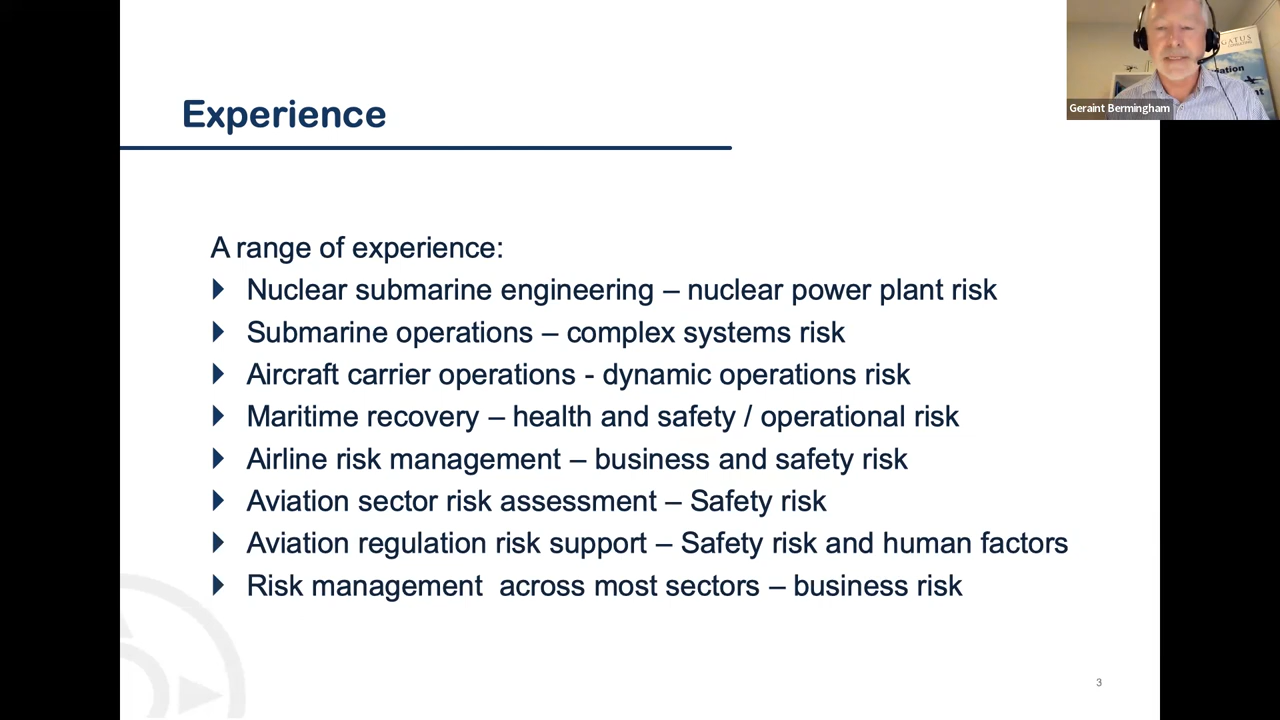 Experience
A range of experience:
Nuclear submarine engineering – nuclear power plant risk
Submarine operations – complex systems risk
Aircraft carrier operations - dynamic operations risk
Maritime recovery – health and safety / operational risk
Airline risk management – business and safety risk
Aviation sector risk assessment – Safety risk
Aviation regulation risk support – Safety risk and human factors
Risk management  across most sectors – business risk
3
Geraint Bermingham